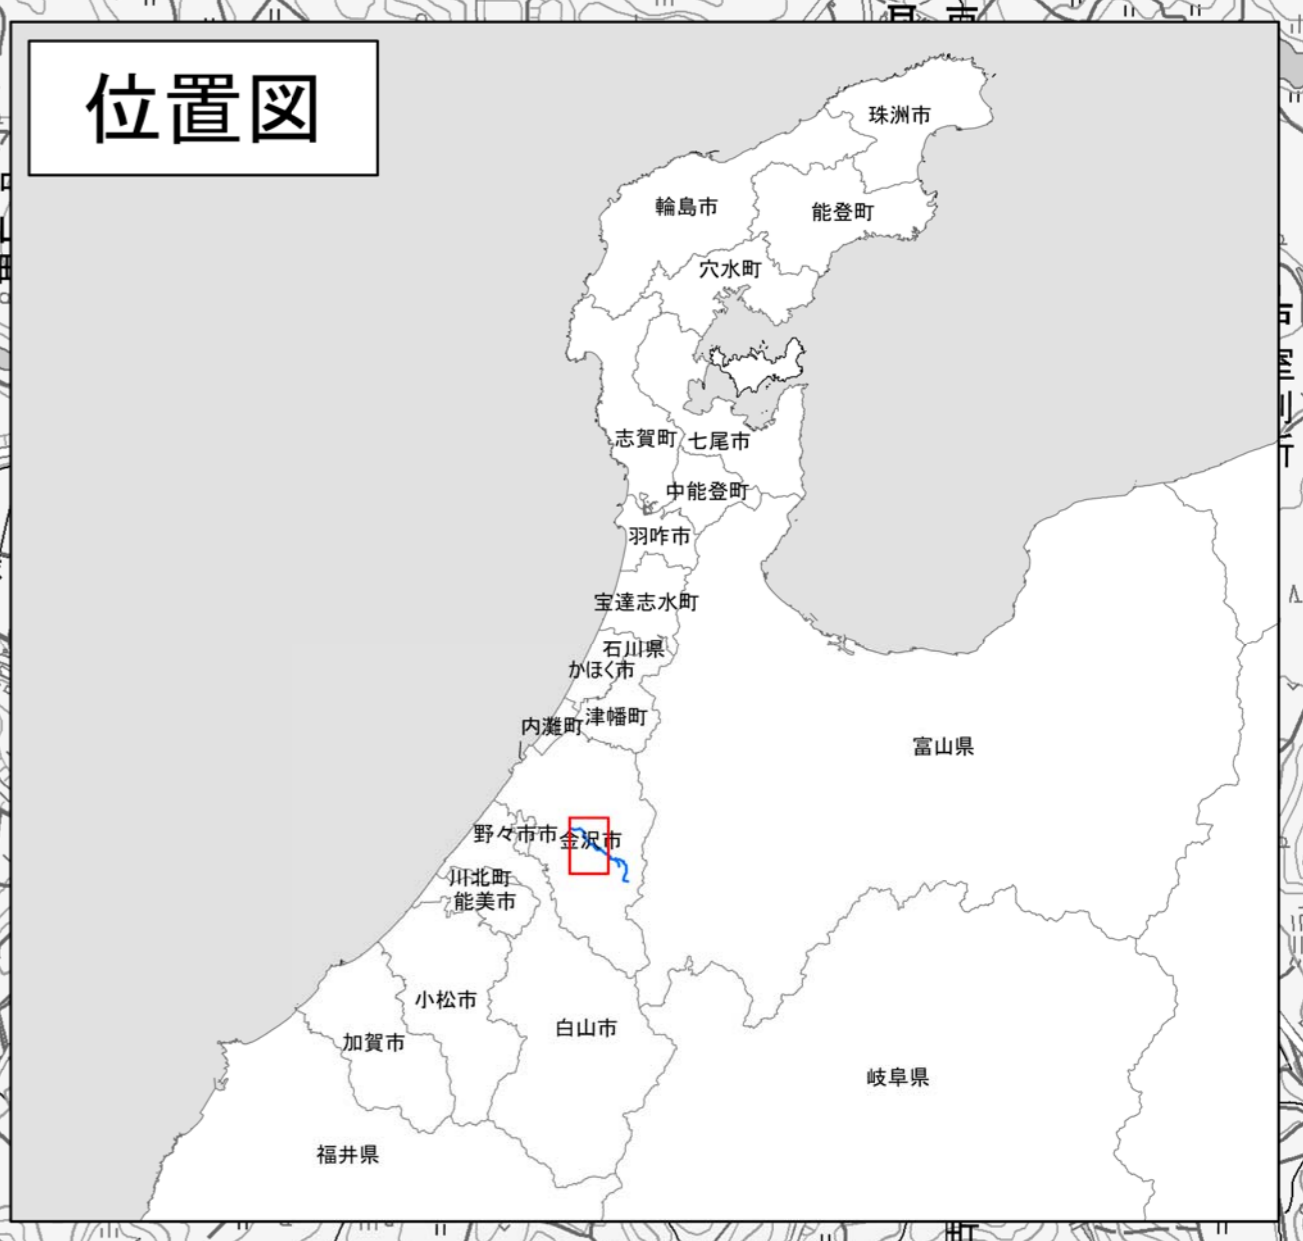 位置図
珠洲市
輪島市
能登町
穴水町
志賀町
七尾市
中能登町
羽咋市
宝達志水町
石川県
かほく市
津幡町
内灘町
富山県
野々市市
金沢市
川北町
能美市
小松市
白山市
加賀市
岐阜県
福井県